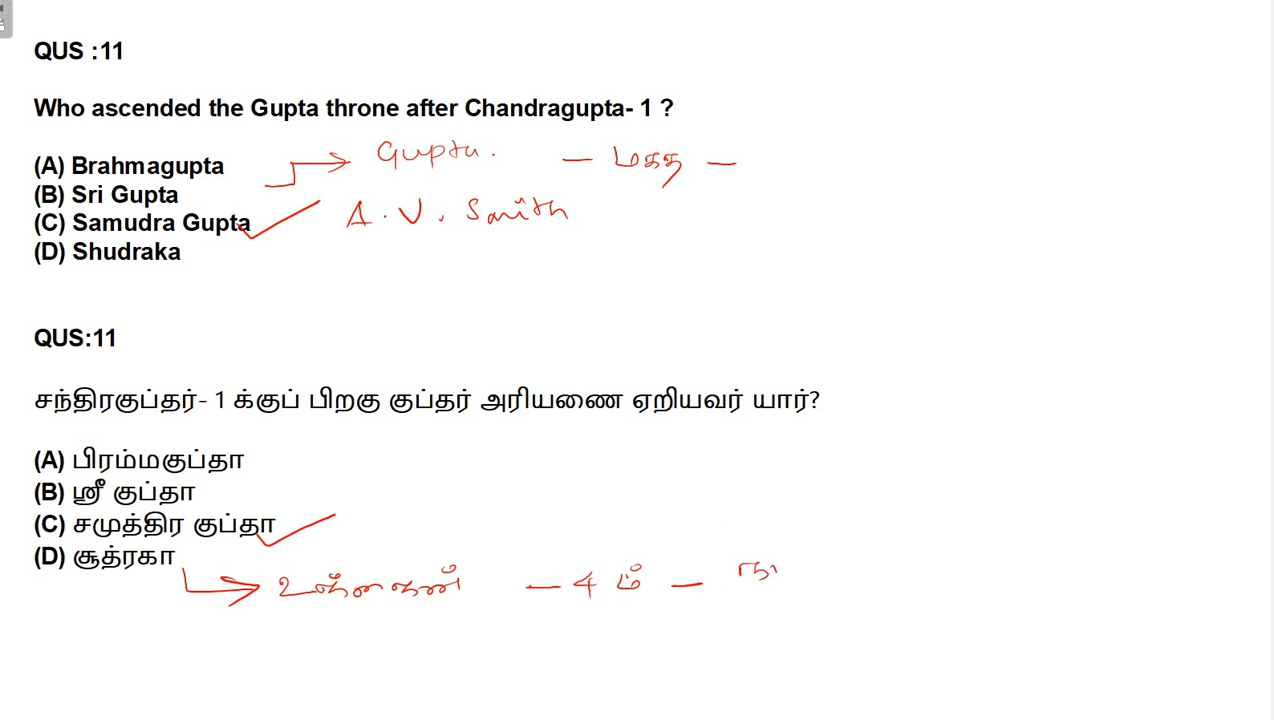 QUS :11
Who ascended the Gupta throne after Chandragupta- 1 ?
(A) Brahmagupta
Gupta. — மகத —
(B) Sri Gupta
(C) Samudra Gupta
A. V. Smith
(D) Shudraka
QUS:11
சந்திரகுப்தர்- 1 க்குப் பிறகு குப்தர் அரியணை ஏறியவர் யார்?
(A) பிரம்மகுப்தா
(B) ஸ்ரீ குப்தா
(C) சமுத்திர குப்தா
(D) சூத்ரகா
— 4 ம் —